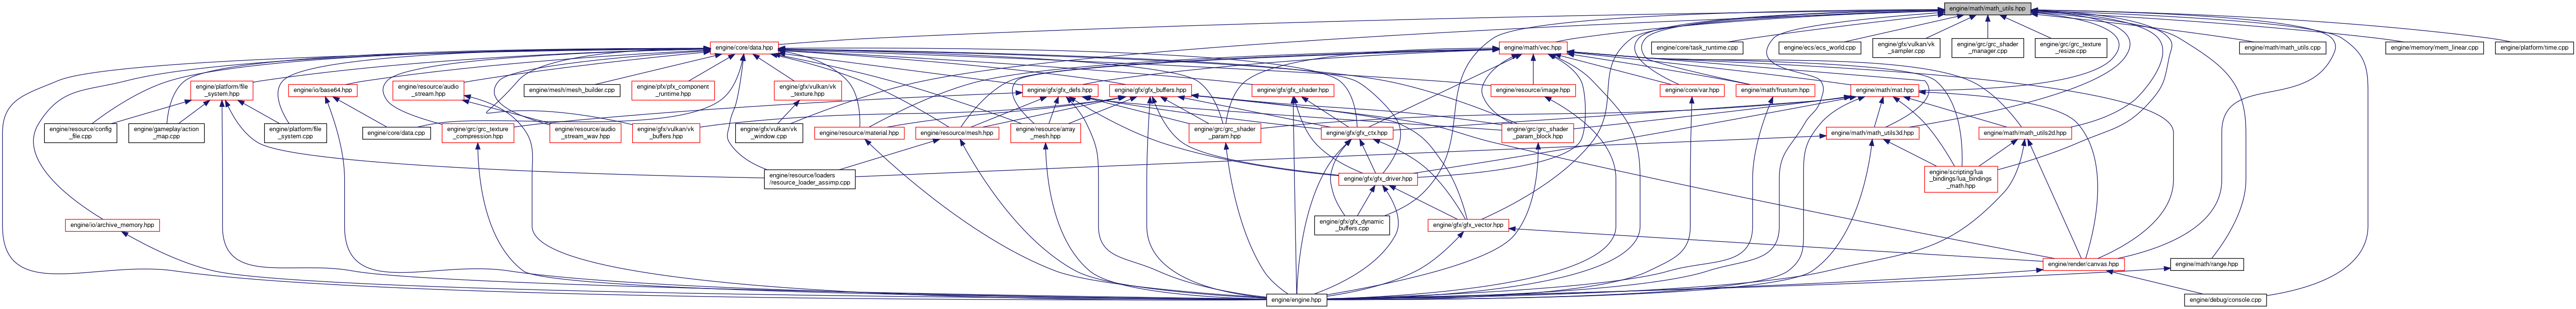 engine/math/math_utils.hpp
engine/core/data.hpp
engine/math/vec.hpp
engine/core/task_runtime.cpp
engine/ecs/ecs_world.cpp
engine/gfx/vulkan/vk
_sampler.cpp
engine/grc/grc_shader
_manager.cpp
engine/grc/grc_texture
_resize.cpp
engine/math/math_utils.cpp
engine/memory/mem_linear.cpp
engine/platform/time.cpp
engine/platform/file
_system.hpp
engine/io/base64.hpp
engine/resource/audio
_stream.hpp
engine/mesh/mesh_builder.cpp
engine/pfx/pfx_component
_runtime.hpp
engine/gfx/vulkan/vk
_texture.hpp
engine/gfx/gfx_defs.hpp
engine/gfx/gfx_buffers.hpp
engine/gfx/gfx_shader.hpp
engine/resource/image.hpp
engine/core/var.hpp
engine/math/frustum.hpp
engine/math/mat.hpp
engine/resource/config
_file.cpp
engine/gameplay/action
_map.cpp
engine/platform/file
_system.cpp
engine/core/data.cpp
engine/grc/grc_texture
_compression.hpp
engine/resource/audio
_stream_wav.hpp
engine/gfx/vulkan/vk
_buffers.hpp
engine/gfx/vulkan/vk
_window.cpp
engine/resource/material.hpp
engine/resource/mesh.hpp
engine/resource/array
_mesh.hpp
engine/grc/grc_shader
_param.hpp
engine/gfx/gfx_ctx.hpp
engine/grc/grc_shader
_param_block.hpp
engine/math/math_utils3d.hpp
engine/math/math_utils2d.hpp
engine/resource/loaders
/resource_loader_assimp.cpp
engine/gfx/gfx_driver.hpp
engine/scripting/lua
_bindings/lua_bindings
_math.hpp
engine/io/archive_memory.hpp
engine/gfx/gfx_dynamic
_buffers.cpp
engine/gfx/gfx_vector.hpp
engine/render/canvas.hpp
engine/math/range.hpp
engine/engine.hpp
engine/debug/console.cpp